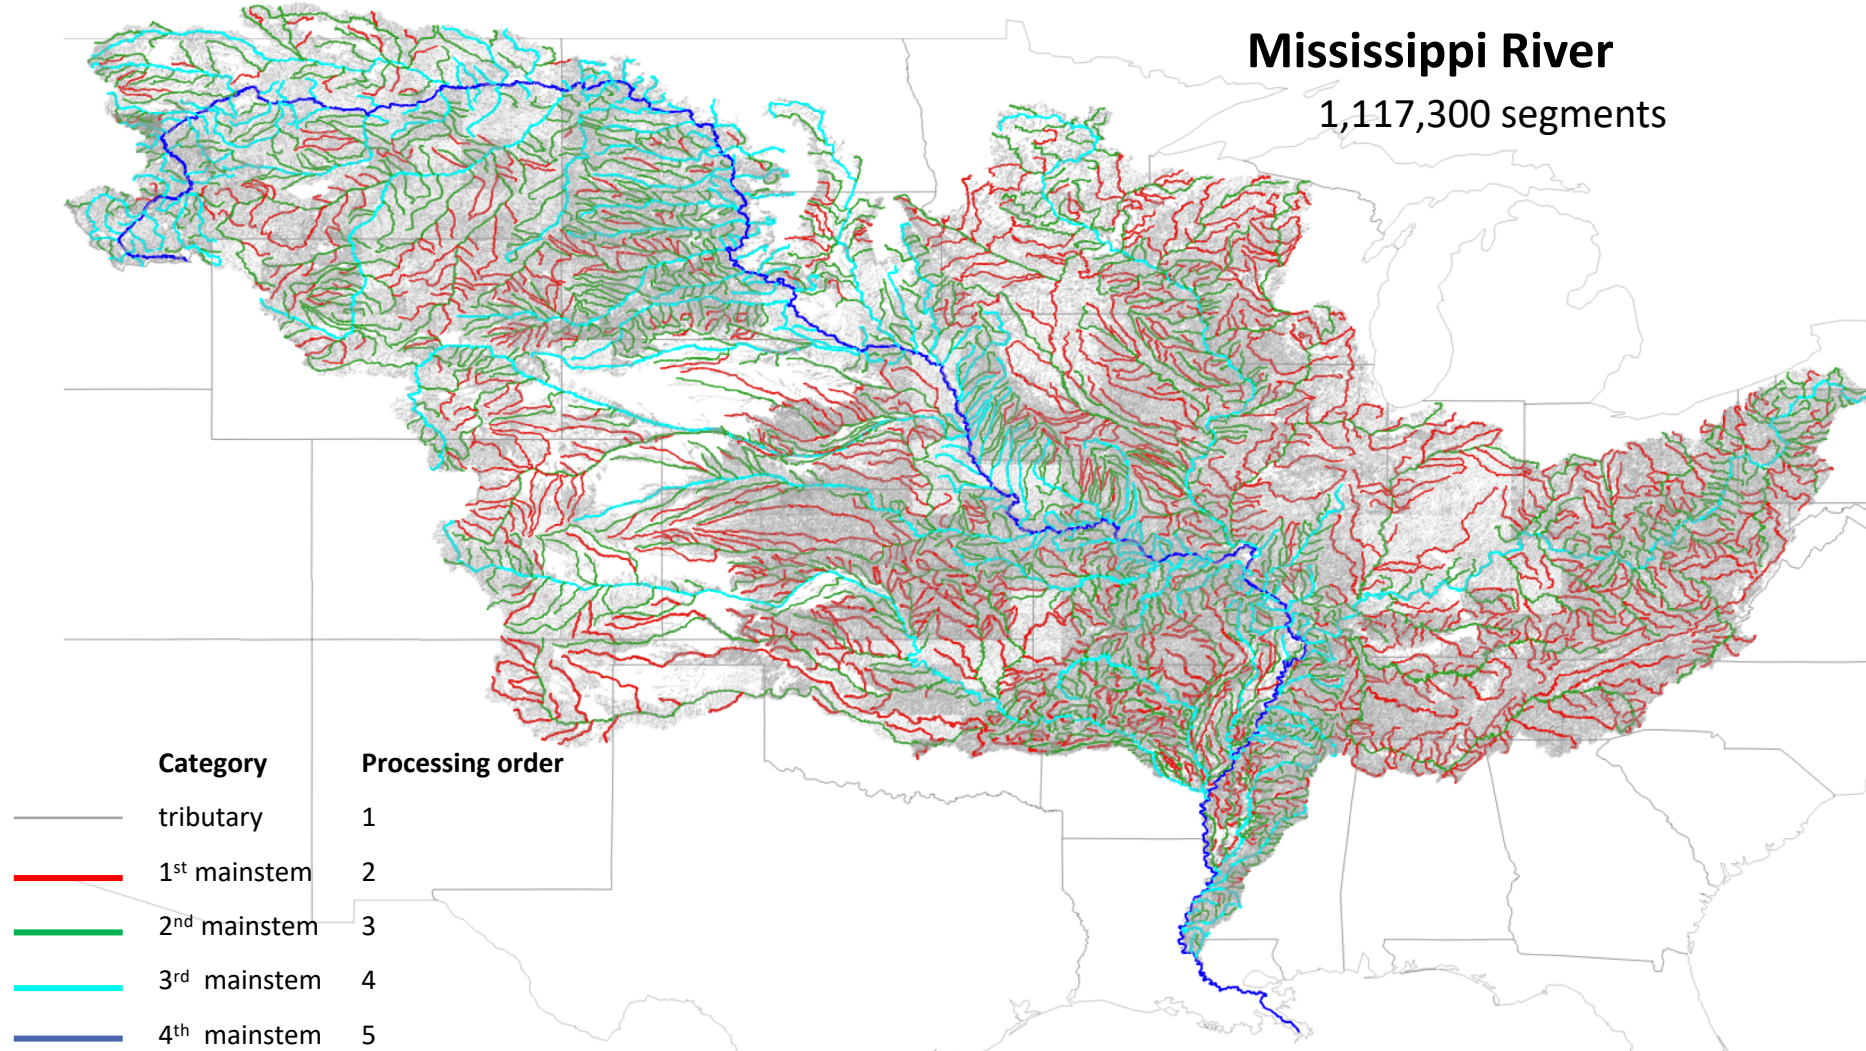 Mississippi River
1,117,300 segments
Category Processing order
tributary 1
1st mainstem 2
2nd mainstem 3
3rd mainstem 4
4th mainstem 5